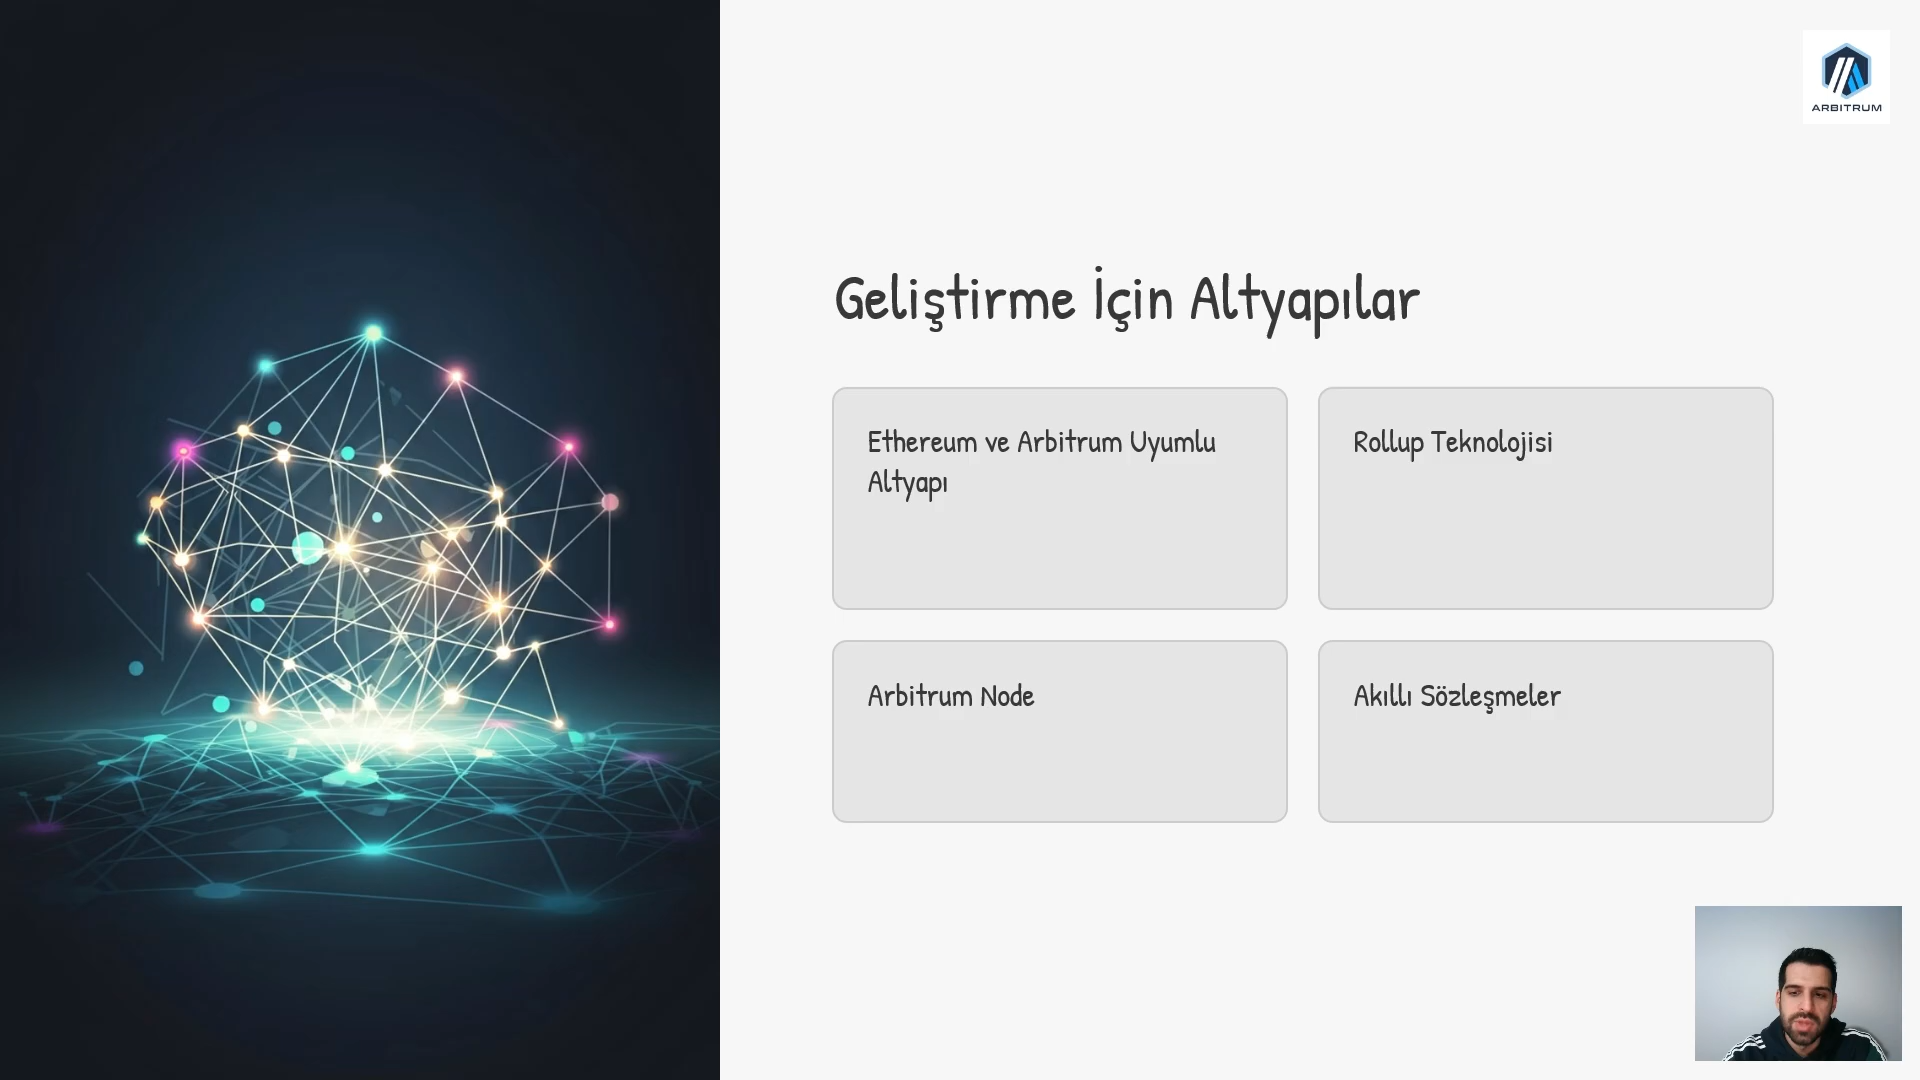 ARBITRUM
Geliştirme İçin Altyapılar
Ethereum ve Arbitrum Uyumlu
Altyapı
Rollup Teknolojisi
Arbitrum Node
Akıllı Sözleşmeler